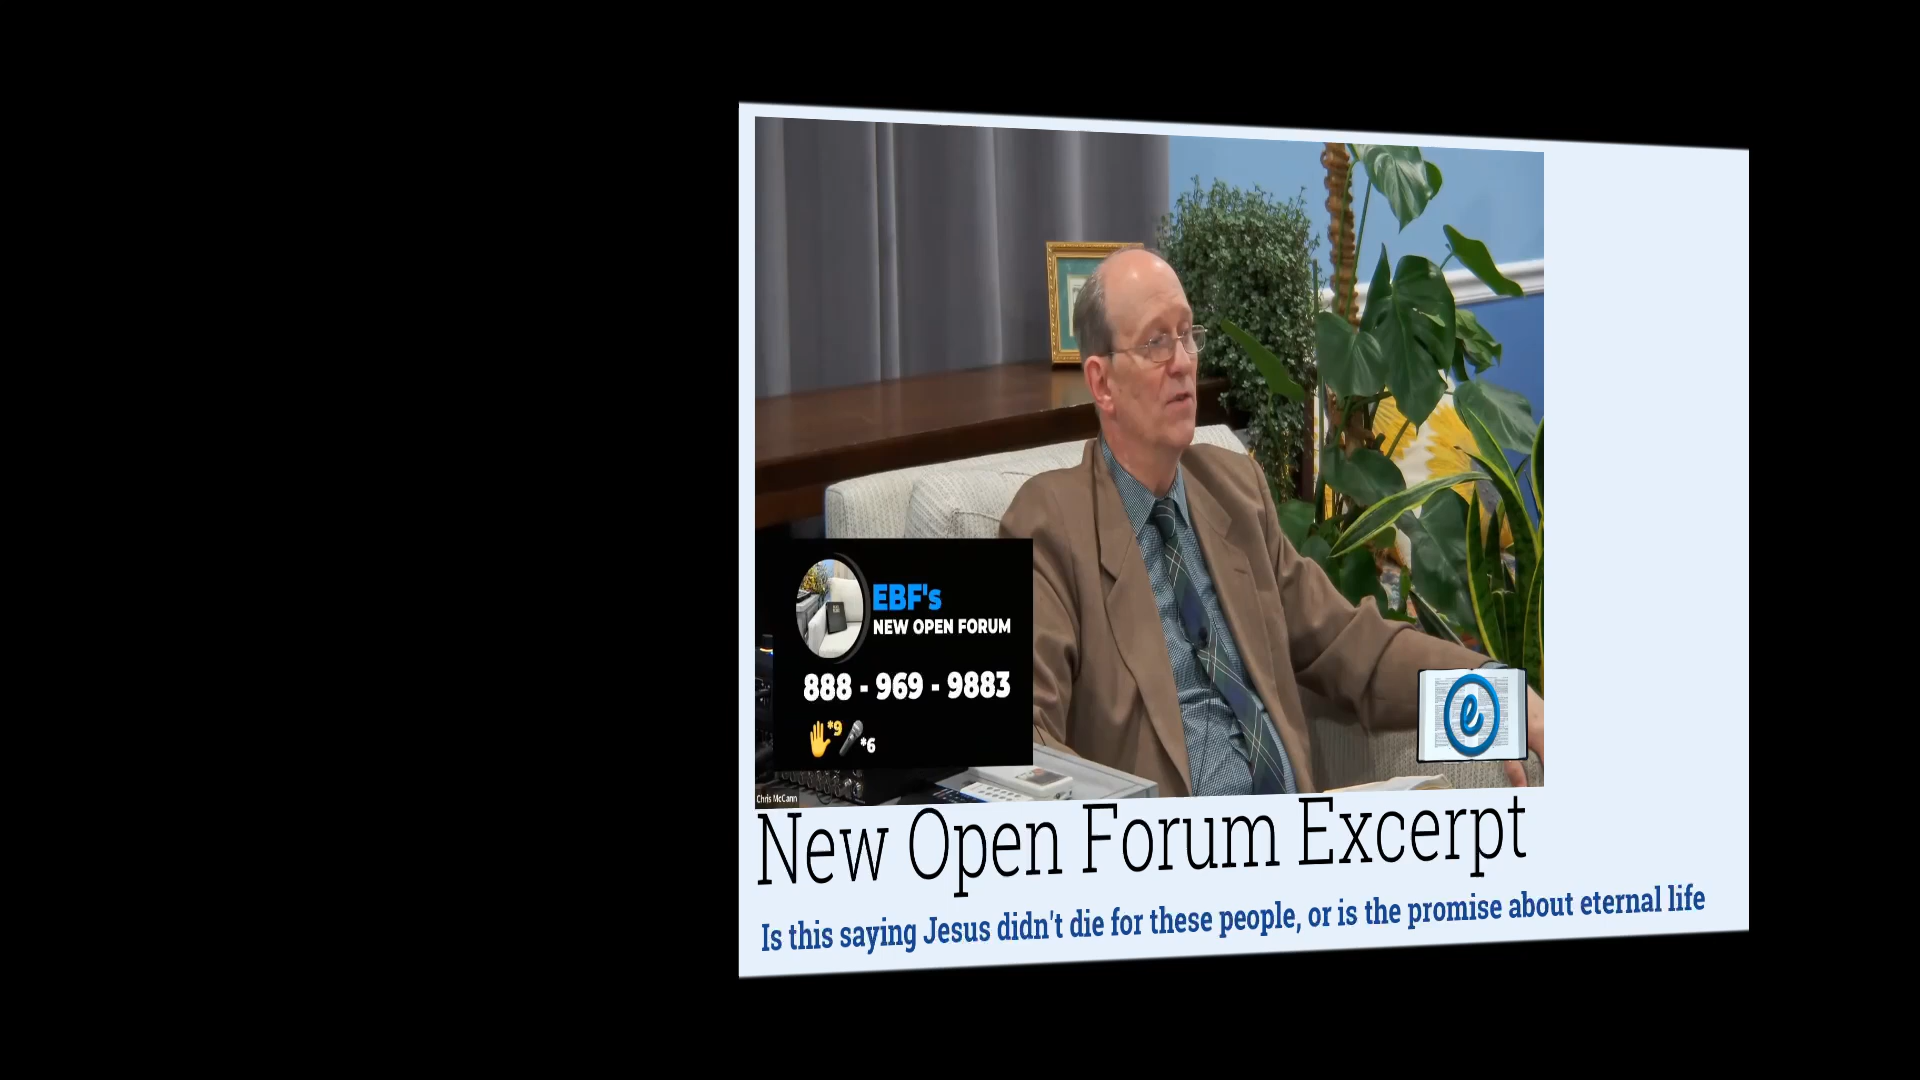 EBF's
NEW OPEN FORUM
888 - 969 - 9883
*9
*6
e
Chris McCann
New Open Forum Excerpt
Is this saying Jesus didn't die for these people, or is the promise about eternal life